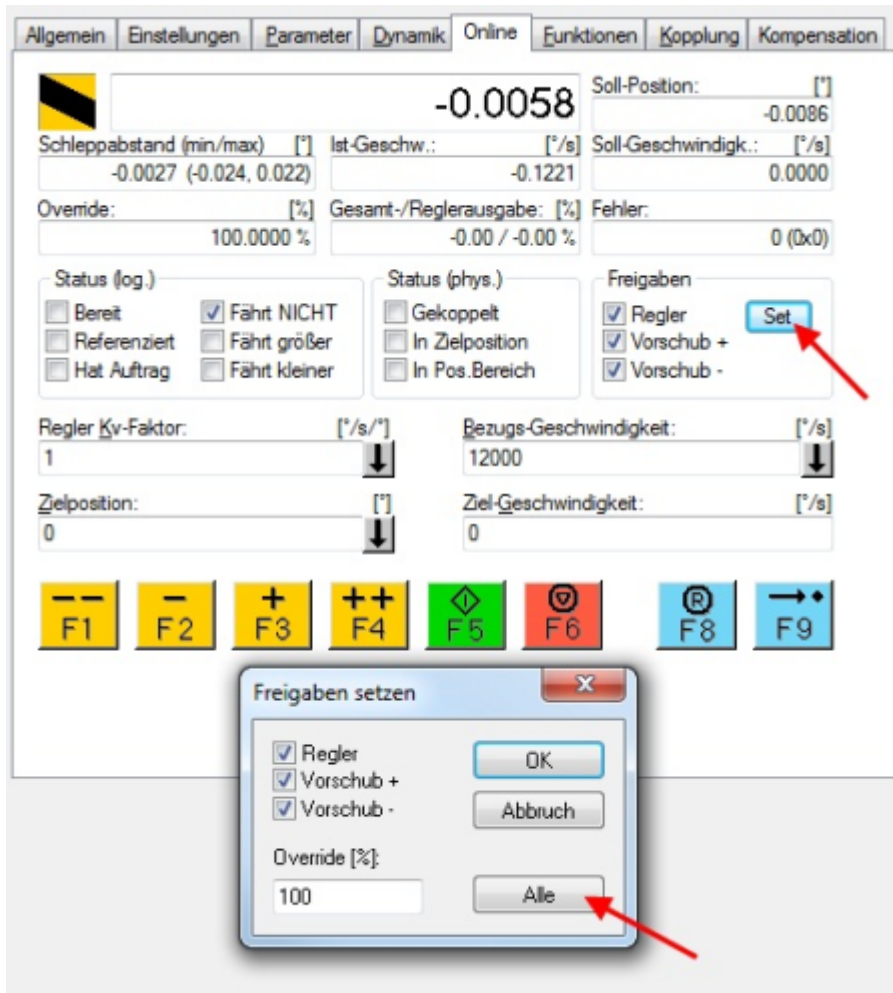 Allgemein Einstellungen Parameter Dynamik Online Funktionen Kopplung Kompensation
-0.0058
Soll-Position: [°]
-0.0086
Schleppabstand (min/max) [°] Ist-Geschw.: [°/s] Soll-Geschwindigk.: [°/s]
-0.0027 (-0.024, 0.022) -0.1221 0.0000
Override: [%] Gesamt-/Reglerausgabe: [%] Fehler:
100.0000 % -0.00 / -0.00 % 0 (0x0)
Status (log.) Status (phys.) Freigaben
Bereit Fährt NICHT Gekoppelt Regler Set
Referenziert Fährt größer In Zielposition Vorschub +
Hat Auftrag Fährt kleiner In Pos.Bereich Vorschub -
Regler Kv-Faktor: [°/s/°] Bezugs-Geschwindigkeit: [°/s]
1 12000
Zielposition: [°] Ziel-Geschwindigkeit: [°/s]
0 0
-- - + ++ R
F1 F2 F3 F4 F5 F6 F8 F9
Freigaben setzen
Regler OK
Vorschub +
Vorschub - Abbruch
Override [%]:
100 Alle